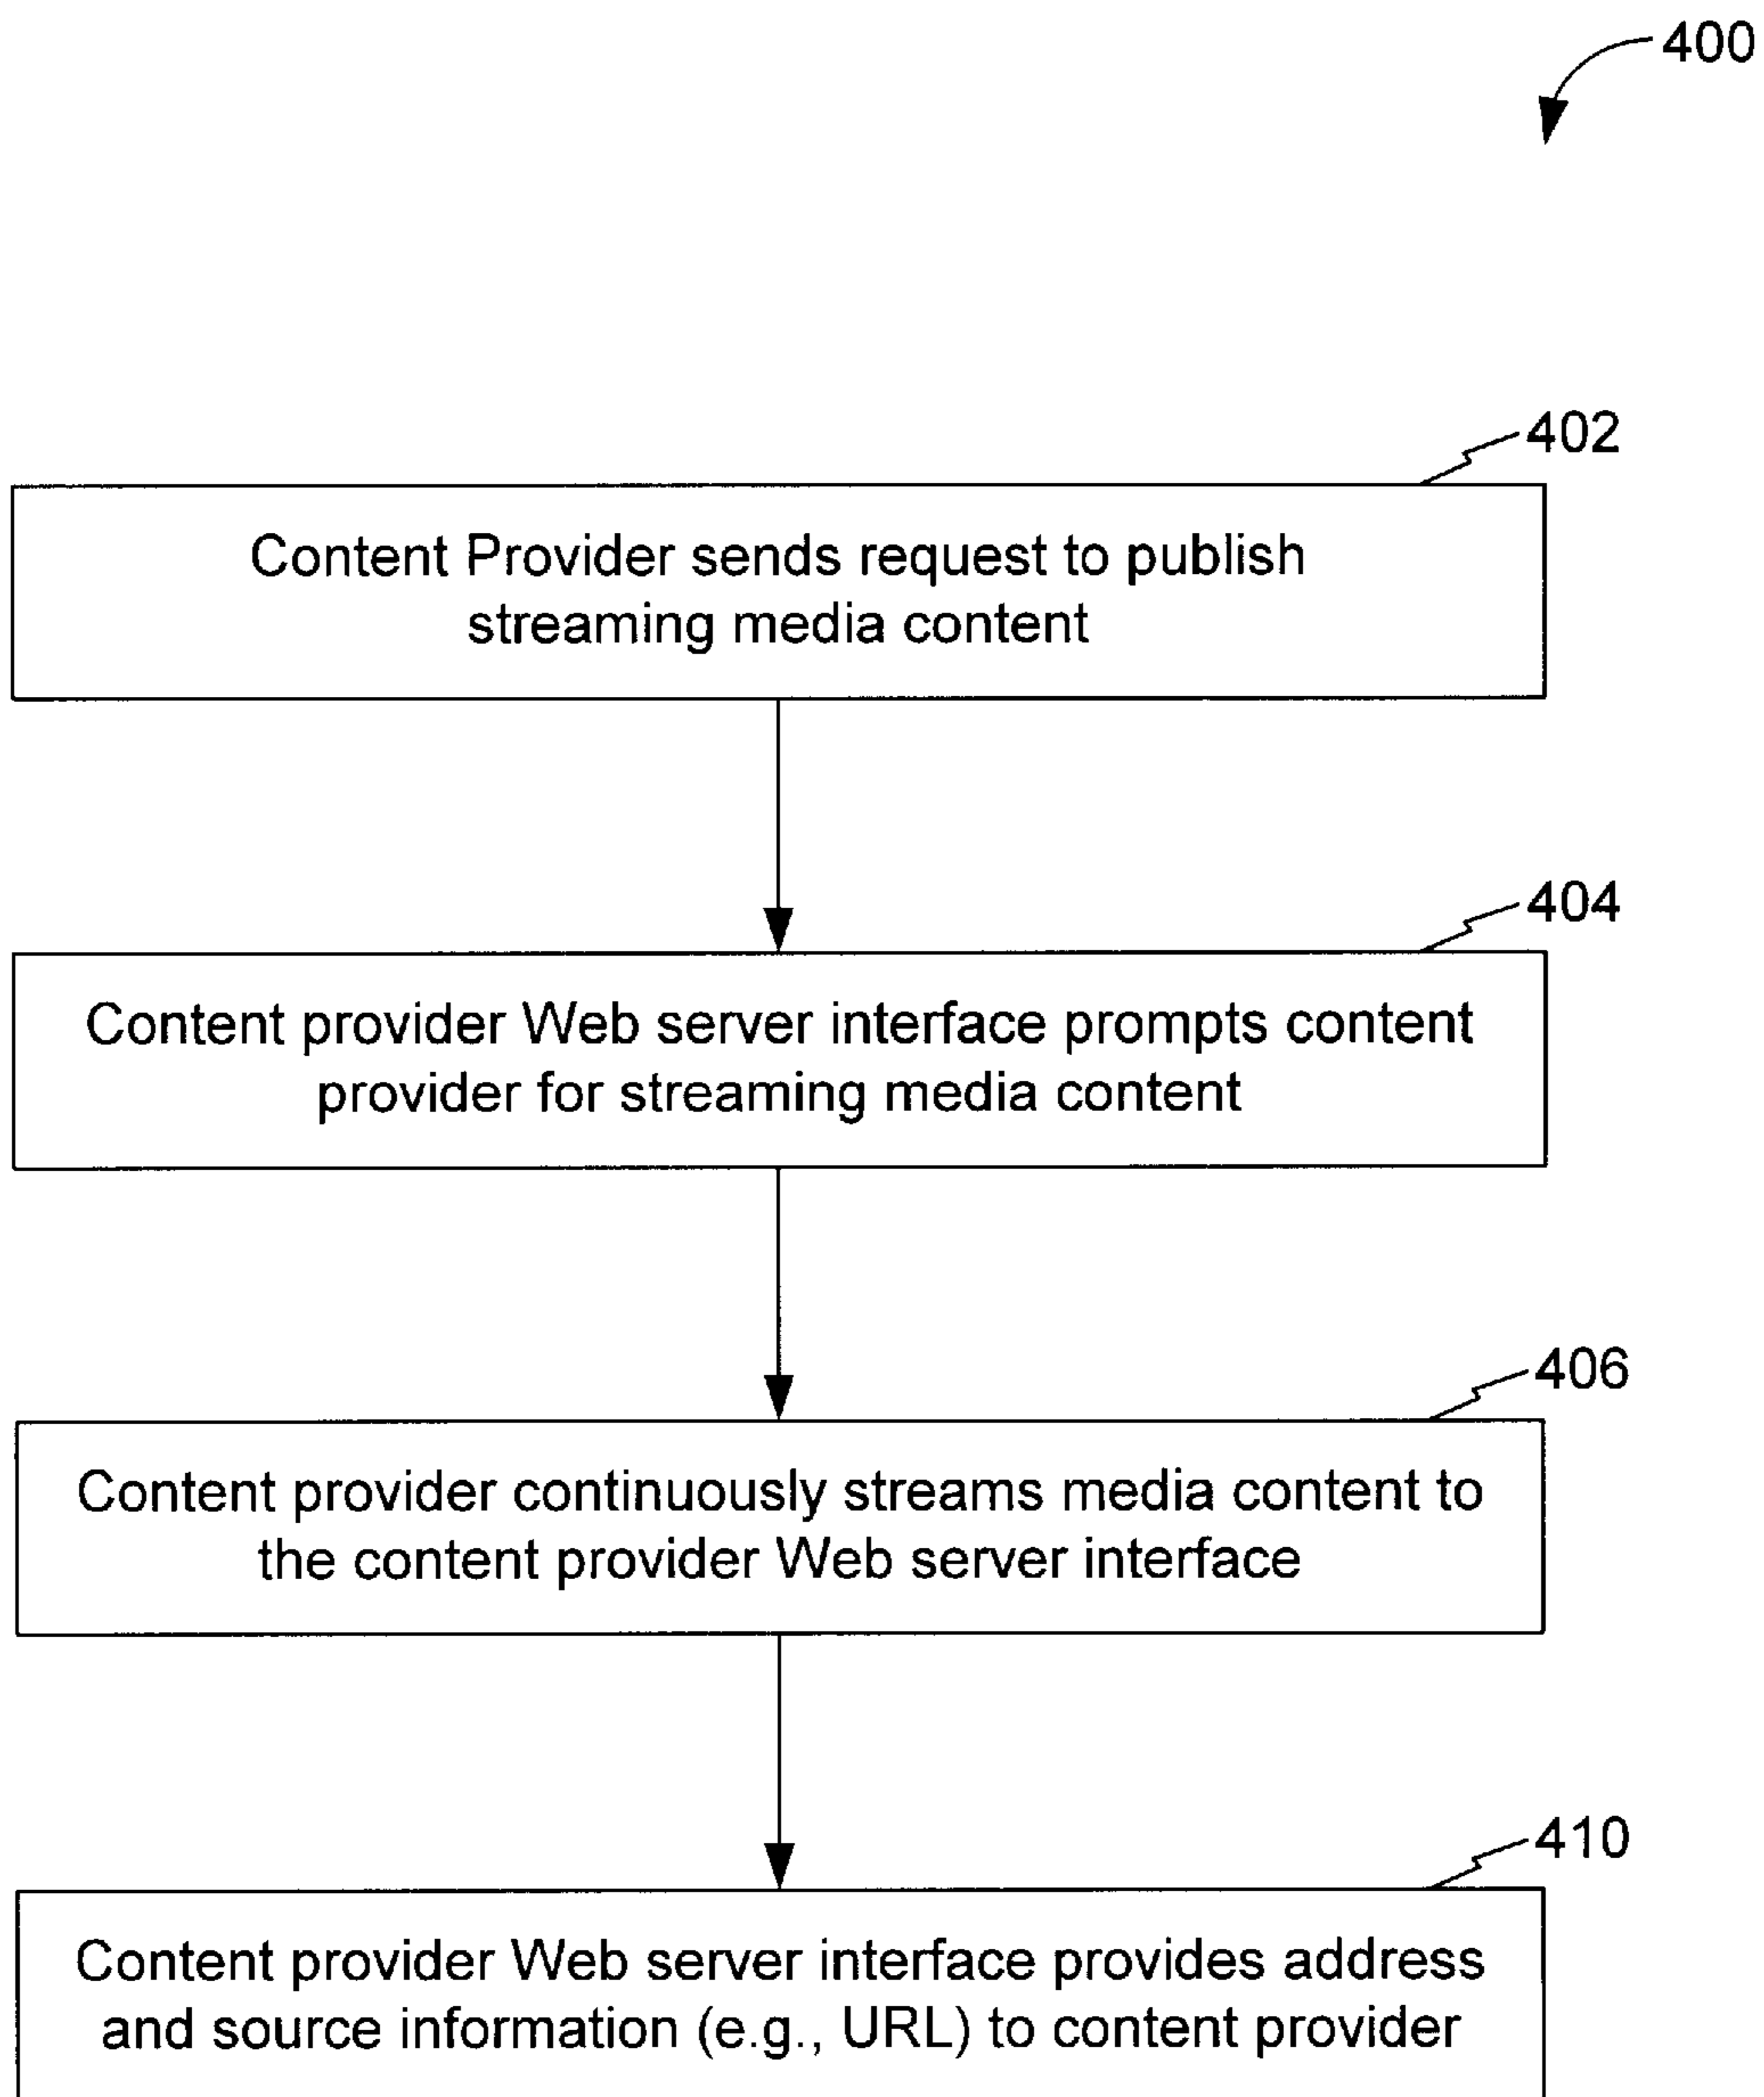 400
402
Content Provider sends request to publish
streaming media content
404
Content provider Web server interface prompts content
provider for streaming media content
406
Content provider continuously streams media content to
the content provider Web server interface
410
Content provider Web server interface provides address
and source information (e.g., URL) to content provider